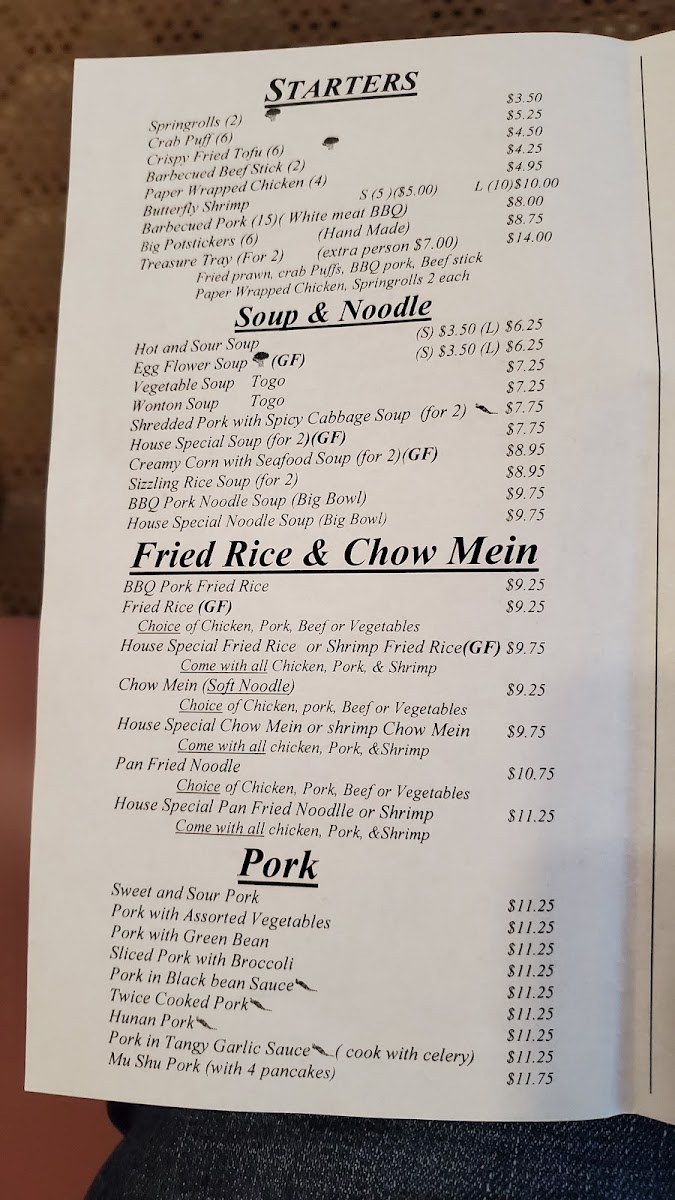 STARTERS
Springrolls (2) $3.50
Crab Puff (6) $5.25
Crispy Fried Tofu (6) $4.50
Barbecued Beef Stick (2) $4.25
Paper Wrapped Chicken (4) $4.95
Butterfly Shrimp S (5 )($5.00) L (10)$10.00
Barbecued Pork (15)( White meat BBQ) $8.00
Big Potstickers (6) (Hand Made) $8.75
Treasure Tray (For 2) (extra person $7.00) $14.00
Fried prawn, crab Puffs, BBQ pork, Beef stick
Paper Wrapped Chicken, Springrolls 2 each
Soup & Noodle
Hot and Sour Soup (S) $3.50 (L) $6.25
Egg Flower Soup (GF) (S) $3.50 (L) $6.25
Vegetable Soup Togo $7.25
Wonton Soup Togo $7.25
Shredded Pork with Spicy Cabbage Soup (for 2) $7.75
House Special Soup (for 2)(GF) $7.75
Creamy Corn with Seafood Soup (for 2)(GF) $8.95
Sizzling Rice Soup (for 2) $8.95
BBQ Pork Noodle Soup (Big Bowl) $9.75
House Special Noodle Soup (Big Bowl) $9.75
Fried Rice & Chow Mein
BBQ Pork Fried Rice $9.25
Fried Rice (GF) $9.25
Choice of Chicken, Pork, Beef or Vegetables
House Special Fried Rice or Shrimp Fried Rice(GF) $9.75
Come with all Chicken, Pork, & Shrimp
Chow Mein (Soft Noodle) $9.25
Choice of Chicken, pork, Beef or Vegetables
House Special Chow Mein or shrimp Chow Mein $9.75
Come with all chicken, Pork, &Shrimp
Pan Fried Noodle $10.75
Choice of Chicken, Pork, Beef or Vegetables
House Special Pan Fried Noodlle or Shrimp $11.25
Come with all chicken, Pork, &Shrimp
Pork
Sweet and Sour Pork $11.25
Pork with Assorted Vegetables $11.25
Pork with Green Bean $11.25
Sliced Pork with Broccoli $11.25
Pork in Black bean Sauce $11.25
Twice Cooked Pork $11.25
Hunan Pork $11.25
Pork in Tangy Garlic Sauce ( cook with celery) $11.25
Mu Shu Pork (with 4 pancakes) $11.75